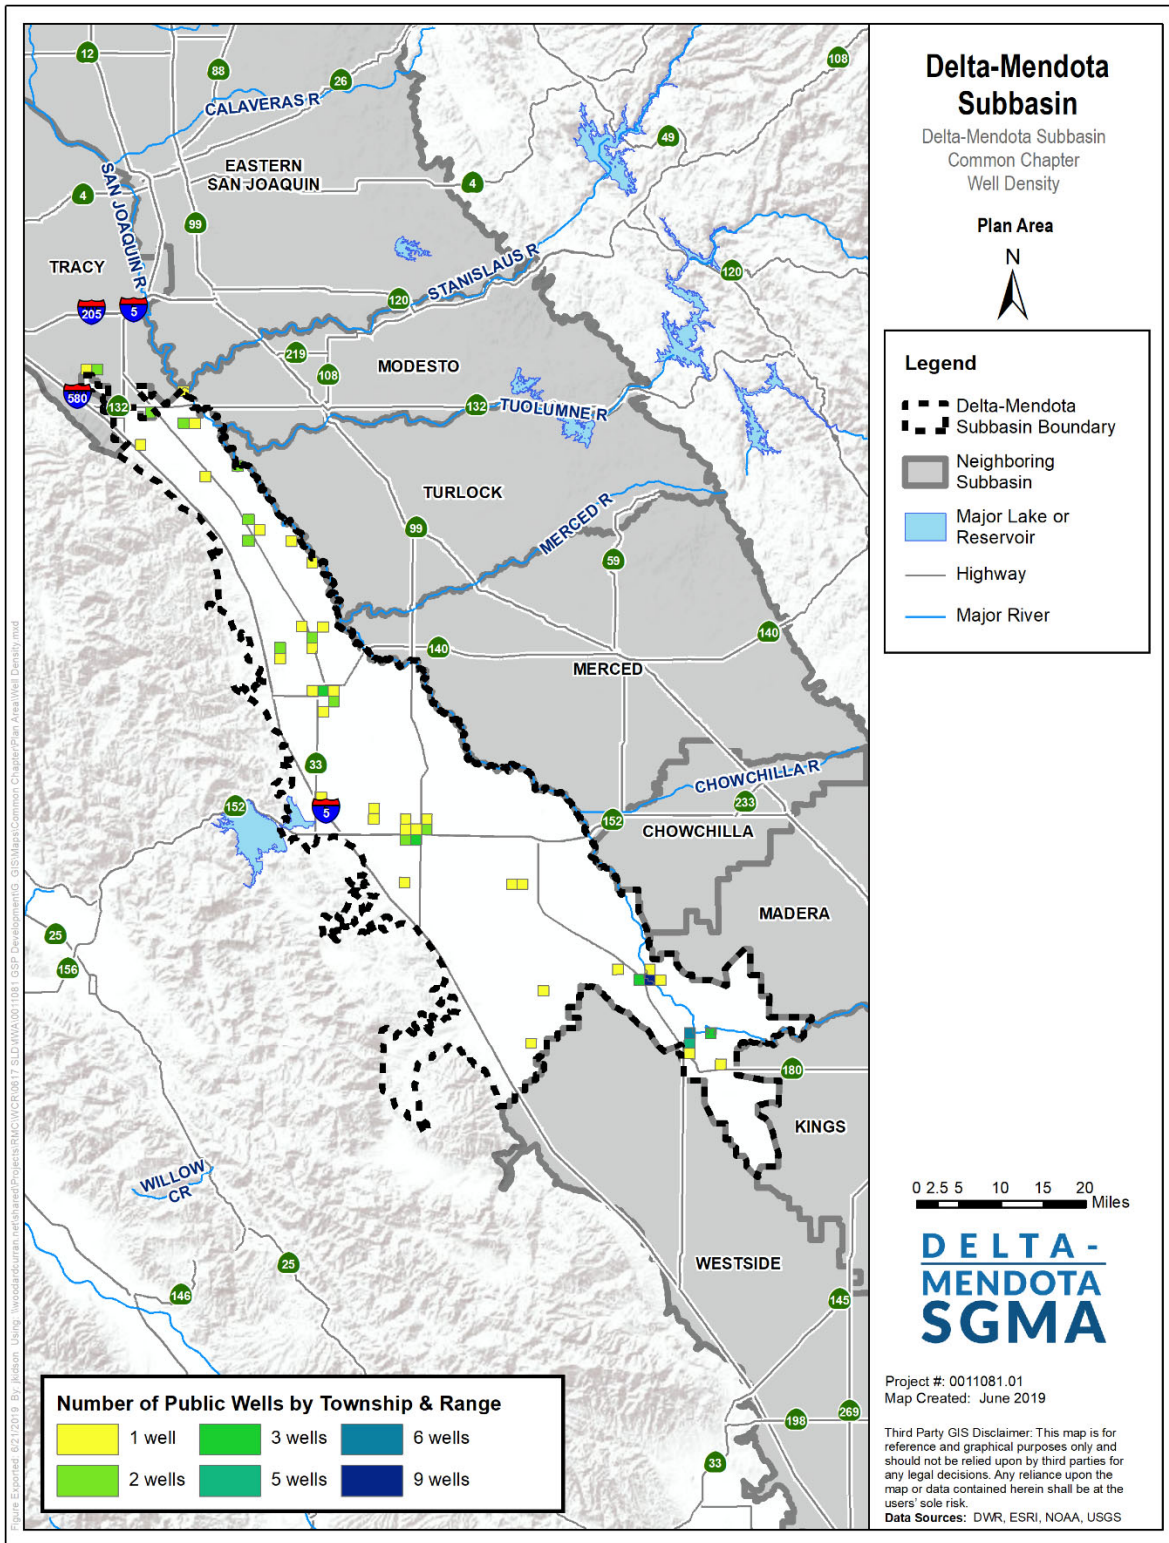 Delta-Mendota
Subbasin
Delta-Mendota Subbasin
Common Chapter
Well Density
Plan Area
N
Legend
Delta-Mendota
Subbasin Boundary
Neighboring
Subbasin
Major Lake or
Reservoir
Highway
Major River
0 2.5 5 10 15 20
Miles
DELTA-
MENDOTA
SGMA
Project #: 0011081.01
Map Created: June 2019
Third Party GIS Disclaimer: This map is for
reference and graphical purposes only and
should not be relied upon by third parties for
any legal decisions. Any reliance upon the
map or data contained herein shall be at the
users' sole risk.
Data Sources: DWR, ESRI, NOAA, USGS
12
88
26
108
CALAVERAS R
49
EASTERN
SAN JOAQUIN
4
4
SAN JOAQUIN R
99
TRACY
STANISLAUS R
120
120
205
5
219
MODESTO
108
580
132
132
TUOLUMNE R
TURLOCK
99
MERCED R
59
140
140
MERCED
33
CHOWCHILLA R
152
5
233
152
CHOWCHILLA
MADERA
25
156
180
KINGS
WILLOW
CR
WESTSIDE
25
146
145
269
198
33
Number of Public Wells by Township & Range
1 well
3 wells
6 wells
2 wells
5 wells
9 wells